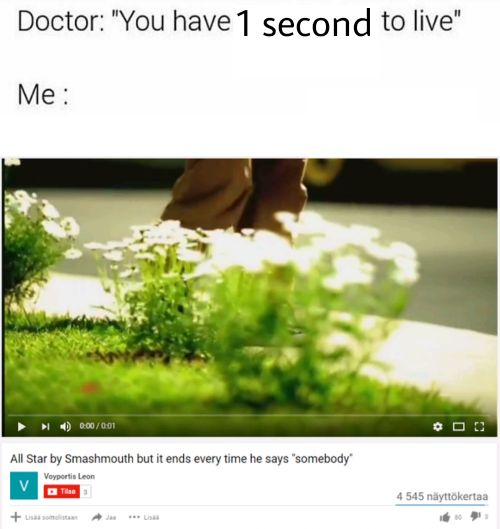 Doctor: "You have 1 second to live"
Me :
0:00 / 0:01
All Star by Smashmouth but it ends every time he says "somebody"
V
Voyportis Leon
Tilaa 3
4 545 näyttökertaa
+ Lisää soittolistaan Jaa ••• Lisää
80 3